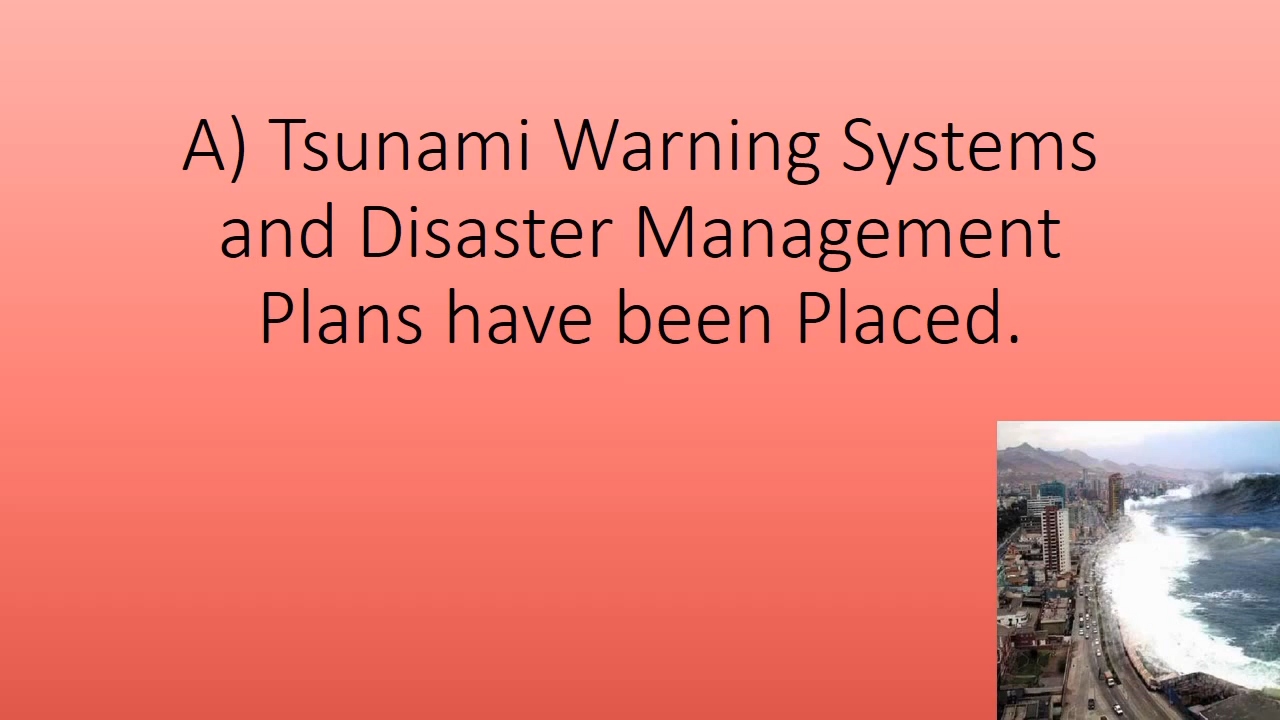 A) Tsunami Warning Systems
and Disaster Management
Plans have been Placed.